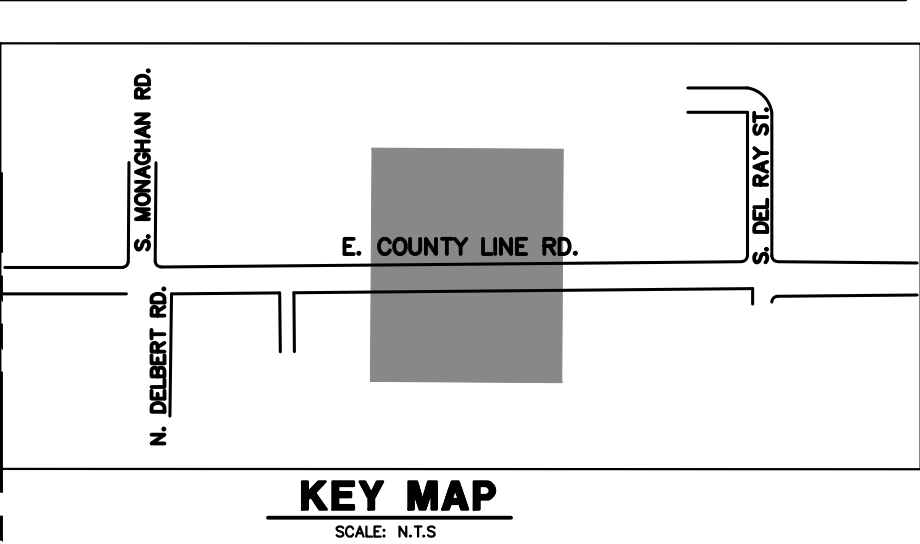 S. MONAGHAN RD.
S. DEL RAY ST.
E. COUNTY LINE RD.
N. DELBERT RD.
KEY MAP
SCALE: N.T.S